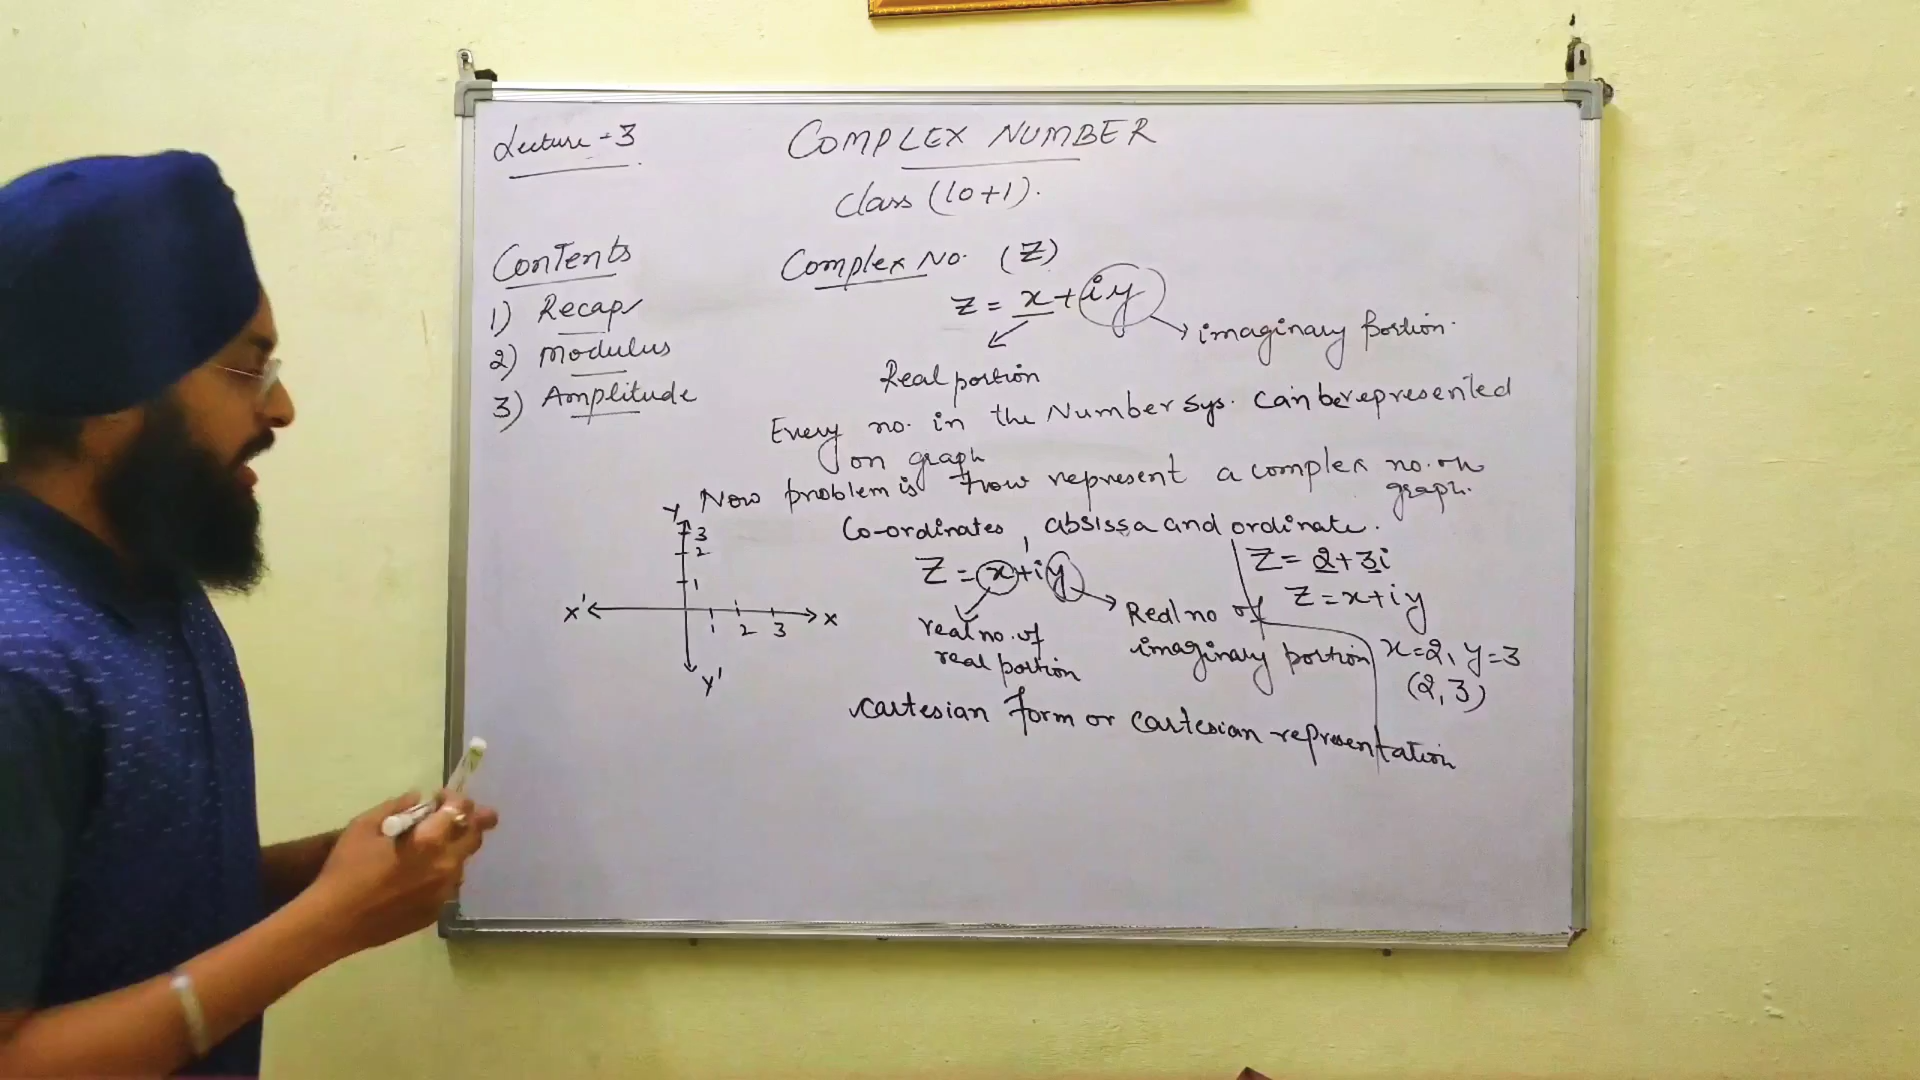 Lecture - 3
COMPLEX NUMBER
Class (10+1).
Contents
1) Recap
2) Modulus
3) Amplitude
Complex No. (Z)
Z = x + iy
imaginary portion.
Real portion
Every no. in the Number sys. can be represented
on graph
Now problem is how represent a complex no. on
graph.
Co-ordinates, absissa and ordinate.
Y
3
2
1
X'
1 2 3
X
Y'
Z = x + iy
real no. of
real portion
Real no of
imaginary portion
Z = 2 + 3i
Z = x + iy
x = 2, y = 3
(2, 3)
cartesian form or cartesian representation